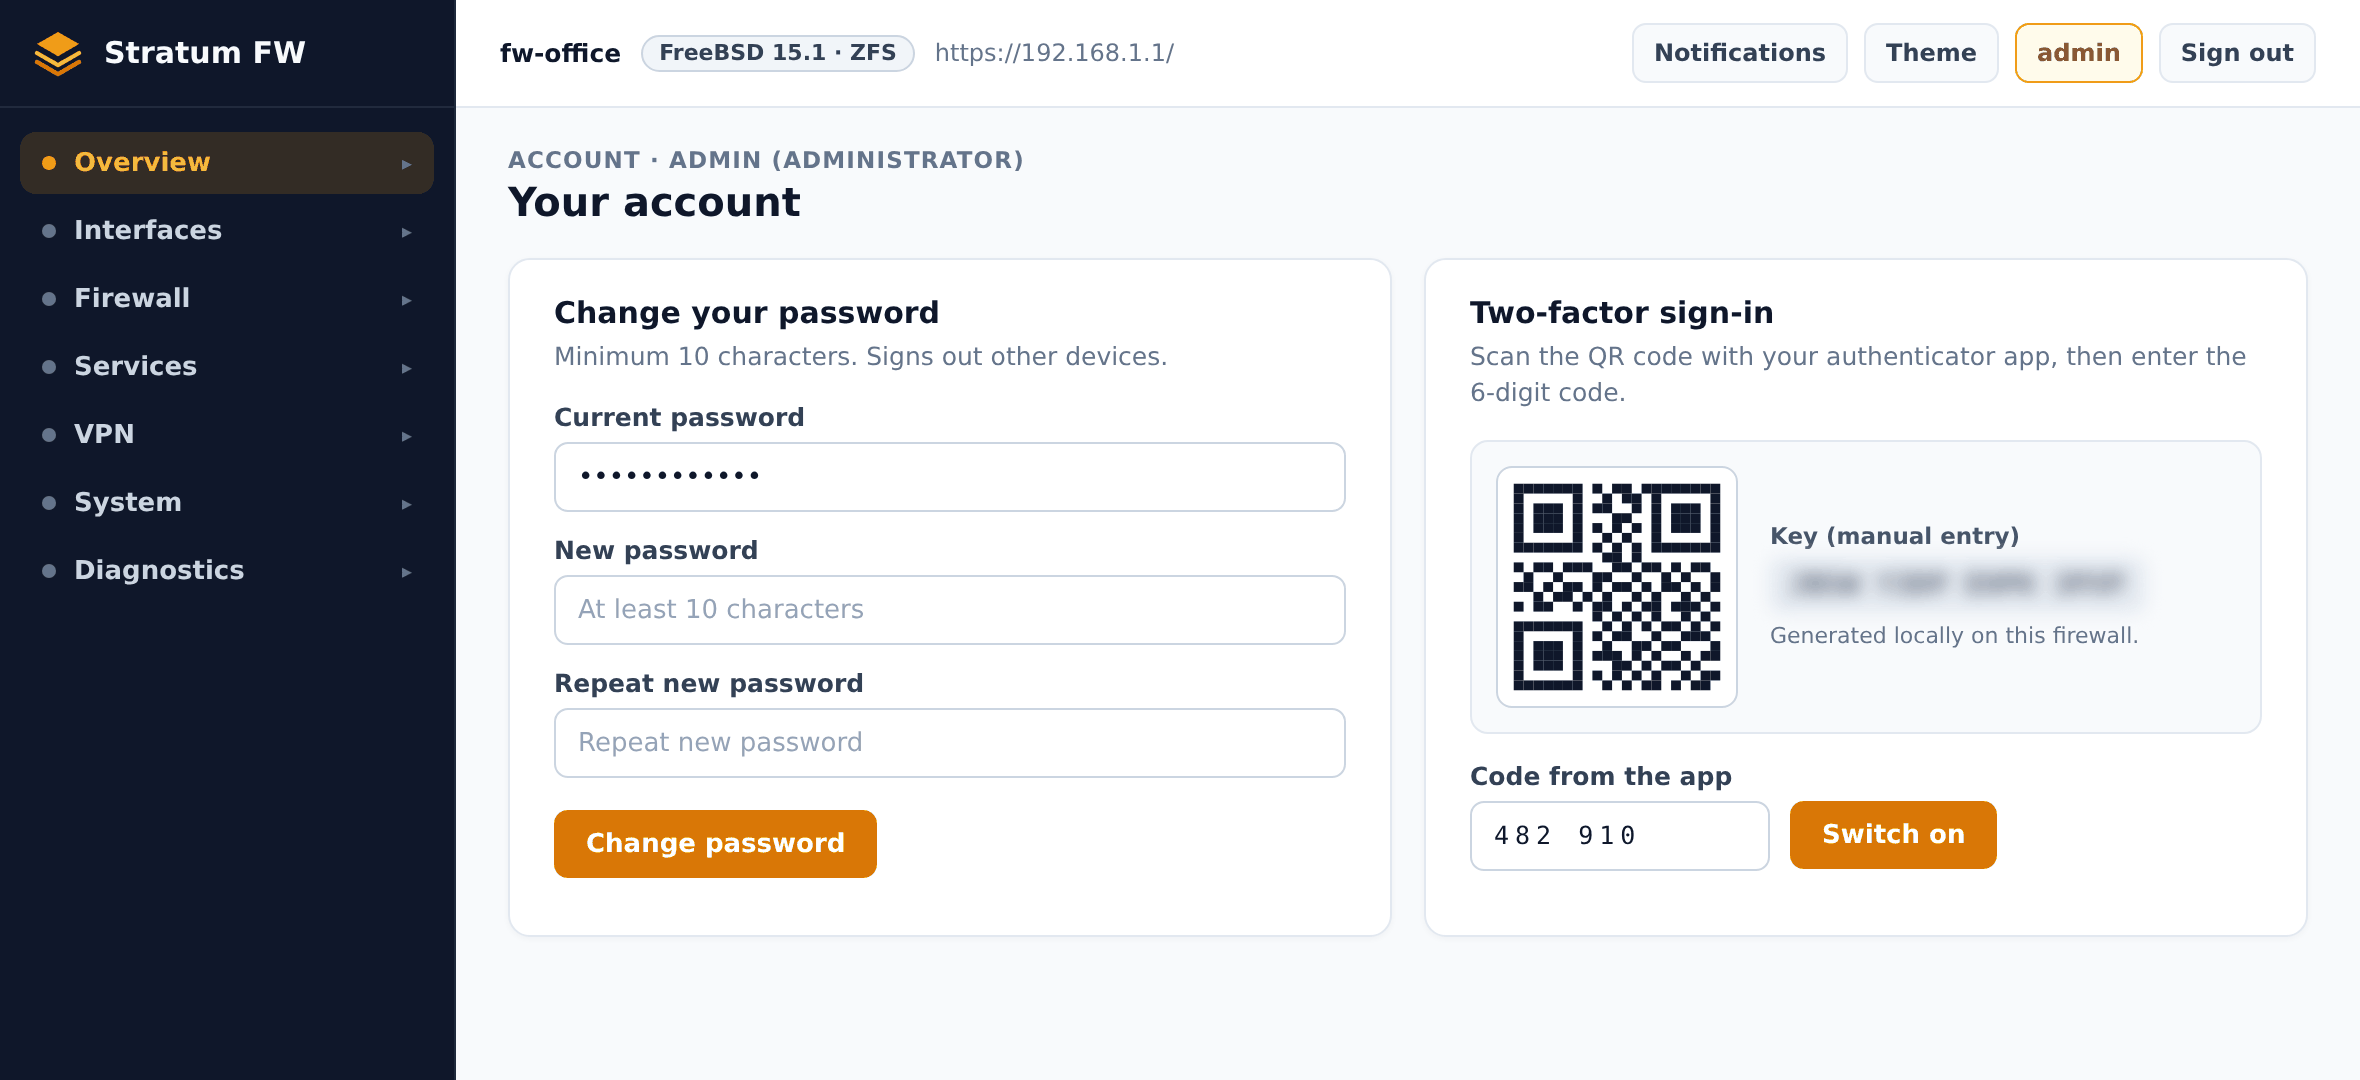 Stratum FW
fw-office
FreeBSD 15.1 · ZFS
https://192.168.1.1/
Notifications
Theme
admin
Sign out
Overview
Interfaces
Firewall
Services
VPN
System
Diagnostics
ACCOUNT · ADMIN (ADMINISTRATOR)
Your account
Change your password
Minimum 10 characters. Signs out other devices.
Current password
••••••••••••
New password
At least 10 characters
Repeat new password
Repeat new password
Change password
Two-factor sign-in
Scan the QR code with your authenticator app, then enter the
6-digit code.
Key (manual entry)
Generated locally on this firewall.
Code from the app
482 910
Switch on